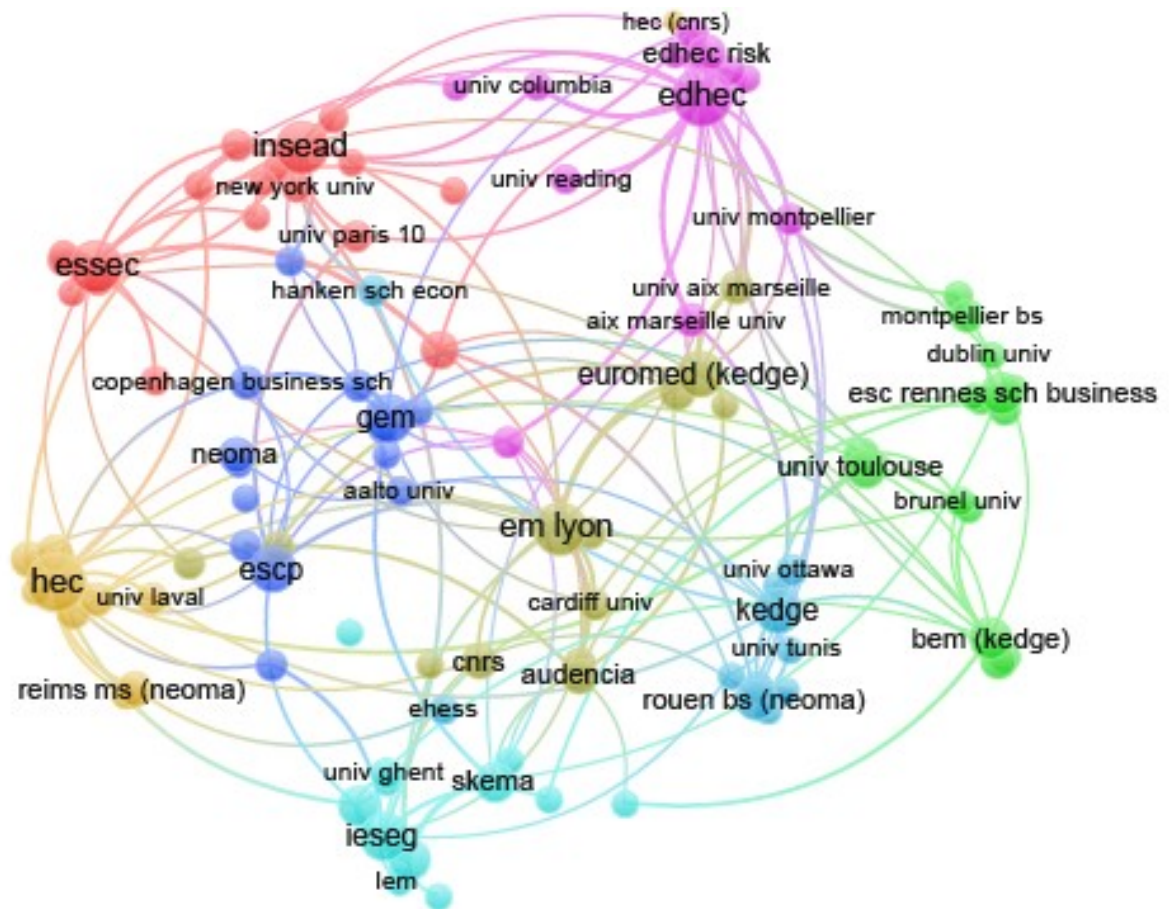 hec (cnrs)
edhec risk
univ columbia
edhec
insead
new york univ
univ reading
univ montpellier
univ paris 10
essec
hanken sch econ
univ aix marseille
aix marseille univ
montpellier bs
dublin univ
copenhagen business sch
euromed (kedge)
esc rennes sch business
gem
neoma
univ toulouse
aalto univ
brunel univ
em lyon
escp
hec
univ laval
univ ottawa
cardiff univ
kedge
bem (kedge)
univ tunis
cnrs
audencia
reims ms (neoma)
rouen bs (neoma)
ehess
univ ghent
skema
ieseg
lem